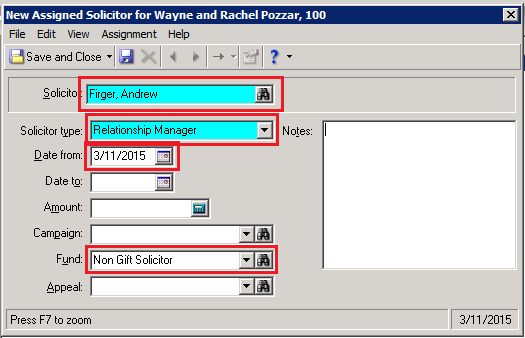 New Assigned Solicitor for Wayne and Rachel Pozzar, 100
File Edit View Assignment Help
Save and Close
Solicitor: Firger, Andrew
Solicitor type: Relationship Manager Notes:
Date from: 3/11/2015
Date to:
Amount:
Campaign:
Fund: Non Gift Solicitor
Appeal:
Press F7 to zoom 3/11/2015